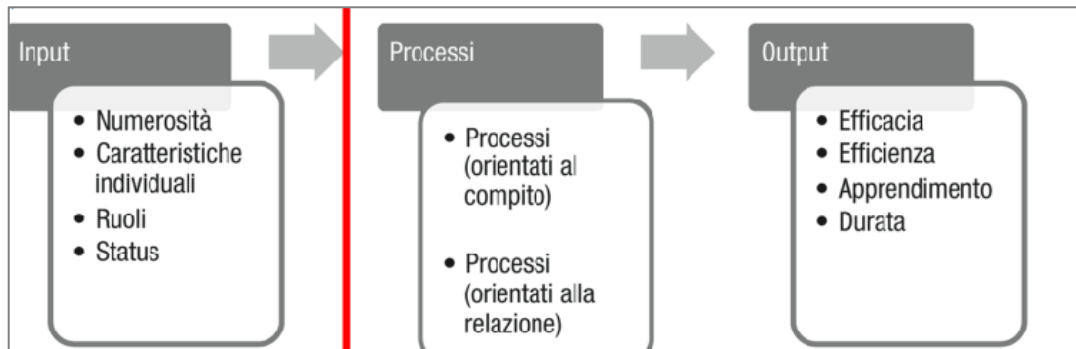 Input
• Numerosità
• Caratteristiche
individuali
• Ruoli
• Status
Processi
• Processi
(orientati al
compito)
• Processi
(orientati alla
relazione)
Output
• Efficacia
• Efficienza
• Apprendimento
• Durata